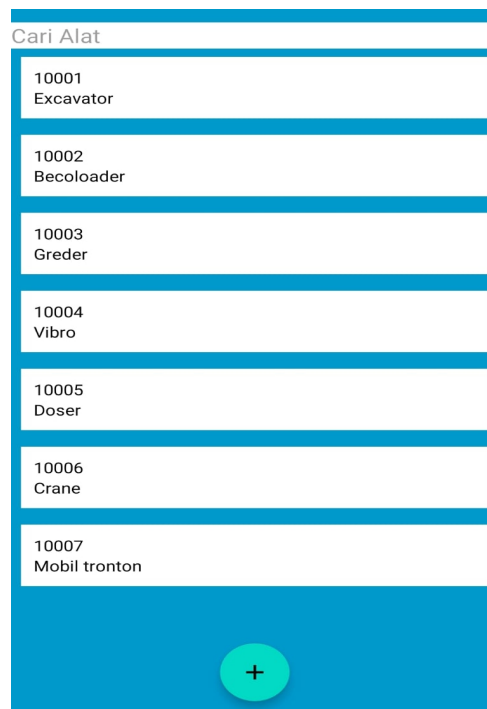 Cari Alat
10001
Excavator
10002
Becoloader
10003
Greder
10004
Vibro
10005
Doser
10006
Crane
10007
Mobil tronton
+